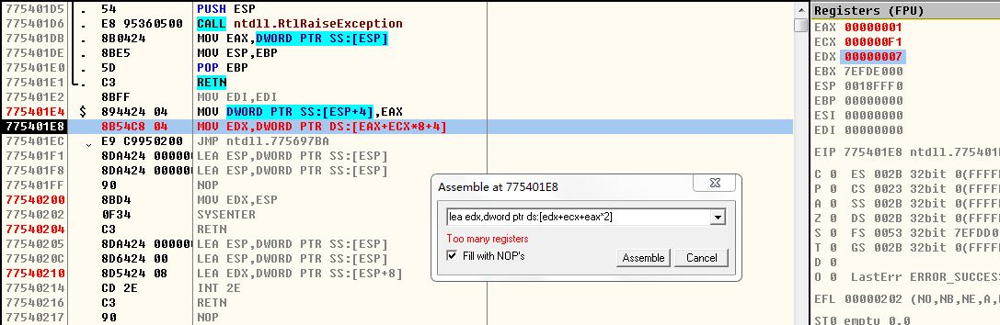 775401D5 . 54 PUSH ESP
775401D6 . E8 95360500 CALL ntdll.RtlRaiseException
775401DB . 8B0424 MOV EAX,DWORD PTR SS:[ESP]
775401DE . 8BE5 MOV ESP,EBP
775401E0 . 5D POP EBP
775401E1 . C3 RETN
775401E2 8BFF MOV EDI,EDI
775401E4 $ 894424 04 MOV DWORD PTR SS:[ESP+4],EAX
775401E8 8B54C8 04 MOV EDX,DWORD PTR DS:[EAX+ECX*8+4]
775401EC E9 C9950200 JMP ntdll.775697BA
775401F1 8DA424 000000 LEA ESP,DWORD PTR SS:[ESP]
775401F8 8DA424 000000 LEA ESP,DWORD PTR SS:[ESP]
775401FF 90 NOP
77540200 8BD4 MOV EDX,ESP
77540202 0F34 SYSENTER
77540204 C3 RETN
77540205 8DA424 000000 LEA ESP,DWORD PTR SS:[ESP]
7754020C 8D6424 00 LEA ESP,DWORD PTR SS:[ESP]
77540210 8D5424 08 LEA EDX,DWORD PTR SS:[ESP+8]
77540214 CD 2E INT 2E
77540216 C3 RETN
77540217 90 NOP
Assemble at 775401E8
lea edx,dword ptr ds:[edx+ecx+eax*2]
Too many registers
Fill with NOP's
Assemble
Cancel
Registers (FPU)
EAX 00000001
ECX 000000F1
EDX 00000007
EBX 7EFDE000
ESP 0018FFF0
EBP 00000000
ESI 00000000
EDI 00000000
EIP 775401E8 ntdll.775401
C 0 ES 002B 32bit 0(FFFFF
P 0 CS 0023 32bit 0(FFFFF
A 0 SS 002B 32bit 0(FFFFF
Z 0 DS 002B 32bit 0(FFFFF
S 0 FS 0053 32bit 7EFDD0
T 0 GS 002B 32bit 0(FFFFF
D 0
O 0 LastErr ERROR_SUCCESS
EFL 00000202 (NO,NB,NE,A,
ST0 empty 0.0